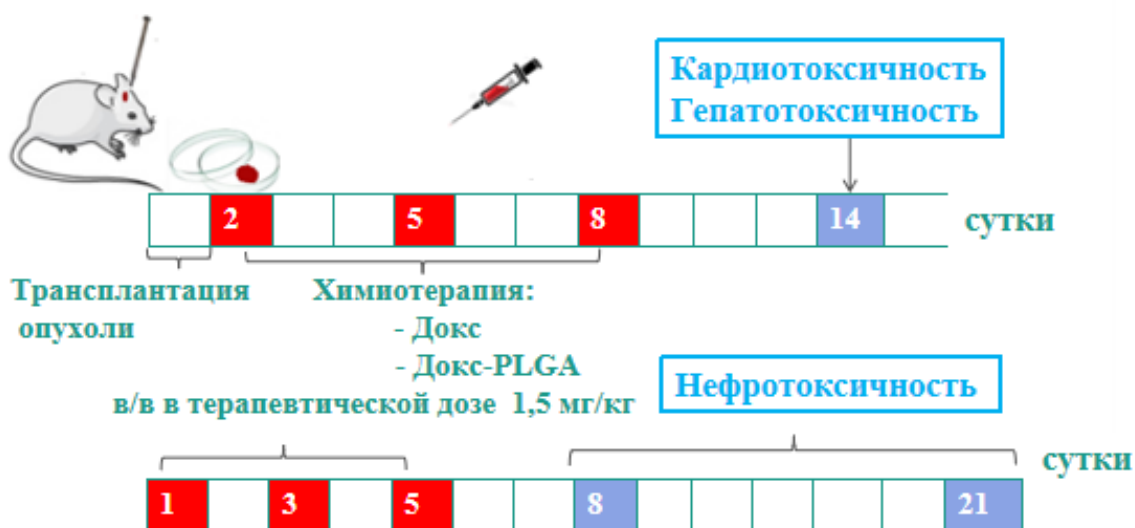 Кардиотоксичность
Гепатотоксичность
2 5 8 14 сутки
Трансплантация
опухоли
Химиотерапия:
- Докс
- Докс-PLGA
в/в в терапевтической дозе 1,5 мг/кг
Нефротоксичность
сутки
1 3 5 8 21